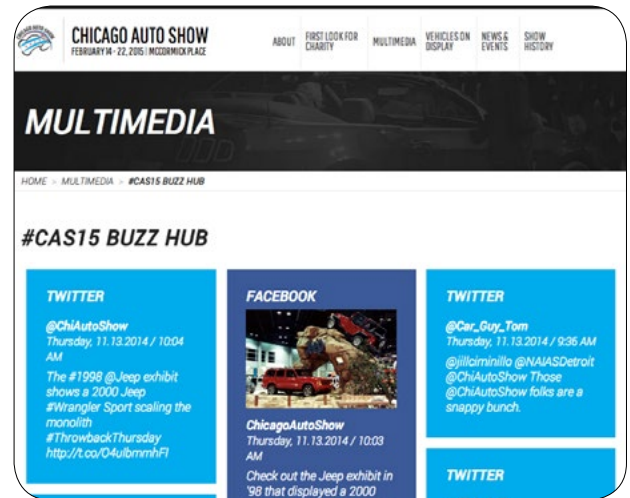 CHICAGO AUTO SHOW
CHICAGO AUTO SHOW
FEBRUARY 14 - 22, 2015 | MCCORMICK PLACE
ABOUT
FIRST LOOK FOR
CHARITY
MULTIMEDIA
VEHICLES ON
DISPLAY
NEWS &
EVENTS
SHOW
HISTORY
MULTIMEDIA
HOME > MULTIMEDIA > #CAS15 BUZZ HUB
#CAS15 BUZZ HUB
TWITTER
@ChiAutoShow
Thursday, 11.13.2014 / 10:04
AM
The #1998 @Jeep exhibit
shows a 2000 Jeep
#Wrangler Sport scaling the
monolith
#ThrowbackThursday
http://t.co/O4ulbmmhFI
FACEBOOK
ChicagoAutoShow
Thursday, 11.13.2014 / 10:03
AM
Check out the Jeep exhibit in
'98 that displayed a 2000
TWITTER
@Car_Guy_Tom
Thursday, 11.13.2014 / 9:36 AM
@jillciminillo @NAIASDetroit
@ChiAutoShow Those
@ChiAutoShow folks are a
snappy bunch.
TWITTER